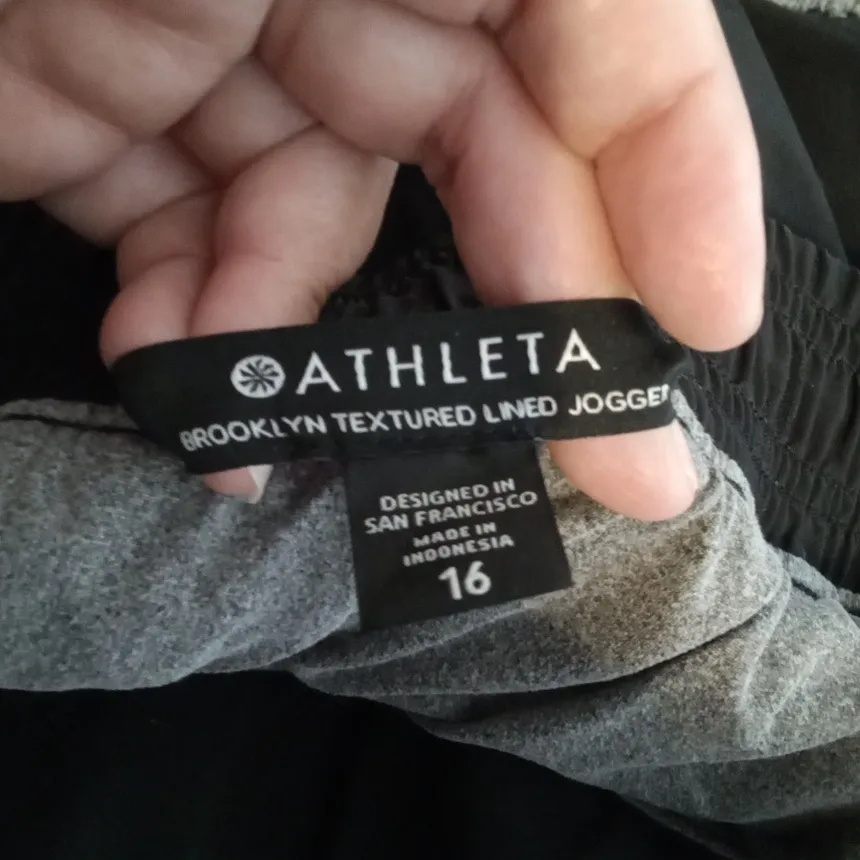 ATHLETA
BROOKLYN TEXTURED LINED JOGGER
DESIGNED IN
SAN FRANCISCO
MADE IN
INDONESIA
16